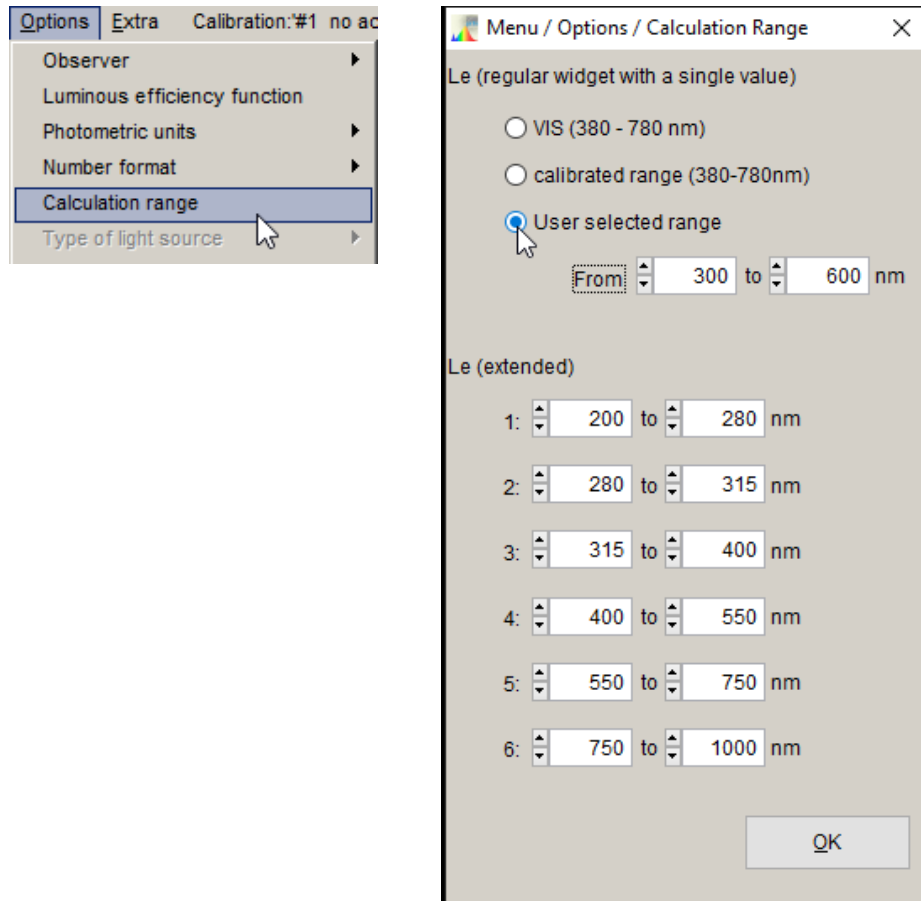 Options Extra Calibration:'#1 no ac
Observer
Luminous efficiency function
Photometric units
Number format
Calculation range
Type of light source
Menu / Options / Calculation Range
Le (regular widget with a single value)
VIS (380 - 780 nm)
calibrated range (380-780nm)
User selected range
From 300 to 600 nm
Le (extended)
1: 200 to 280 nm
2: 280 to 315 nm
3: 315 to 400 nm
4: 400 to 550 nm
5: 550 to 750 nm
6: 750 to 1000 nm
OK